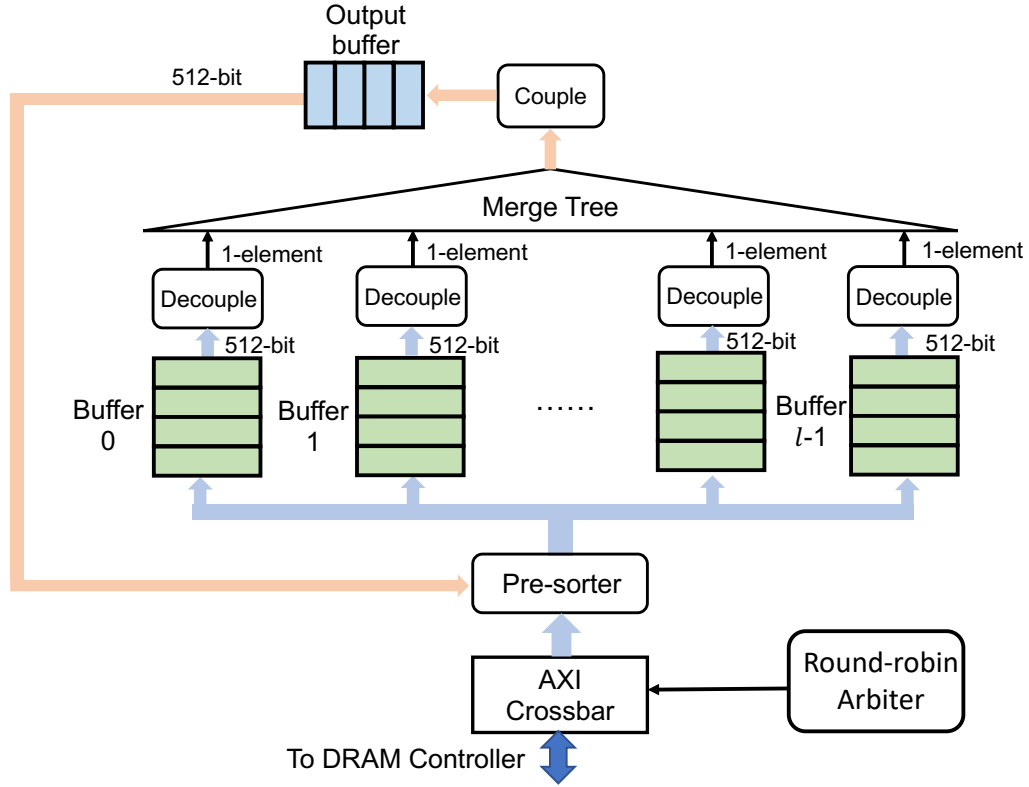 Output
buffer
512-bit
Couple
Merge Tree
1-element
1-element
1-element
1-element
Decouple
Decouple
Decouple
Decouple
512-bit
512-bit
512-bit
512-bit
Buffer
0
Buffer
1
......
Buffer
l-1
Pre-sorter
AXI
Crossbar
Round-robin
Arbiter
To DRAM Controller